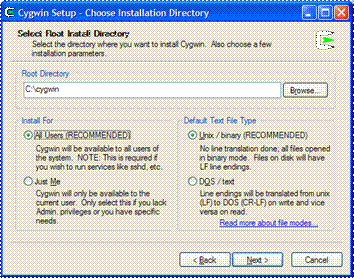 Cygwin Setup - Choose Installation Directory
Select Root Install Directory
Select the directory where you want to install Cygwin. Also choose a few
installation parameters.
Root Directory
C:\cygwin
Browse...
Install For
All Users (RECOMMENDED)
Cygwin will be available to all users of
the system. NOTE: This is required if
you wish to run services like sshd, etc.
Just Me
Cygwin will only be available to the
current user. Only select this if you lack
Admin. privileges or you have specific
needs.
Default Text File Type
Unix / binary (RECOMMENDED)
No line translation done; all files opened
in binary mode. Files on disk will have
LF line endings.
DOS / text
Line endings will be translated from unix
(LF) to DOS (CR-LF) on write and vice
versa on read.
Read more about file modes...
< Back
Next >
Cancel